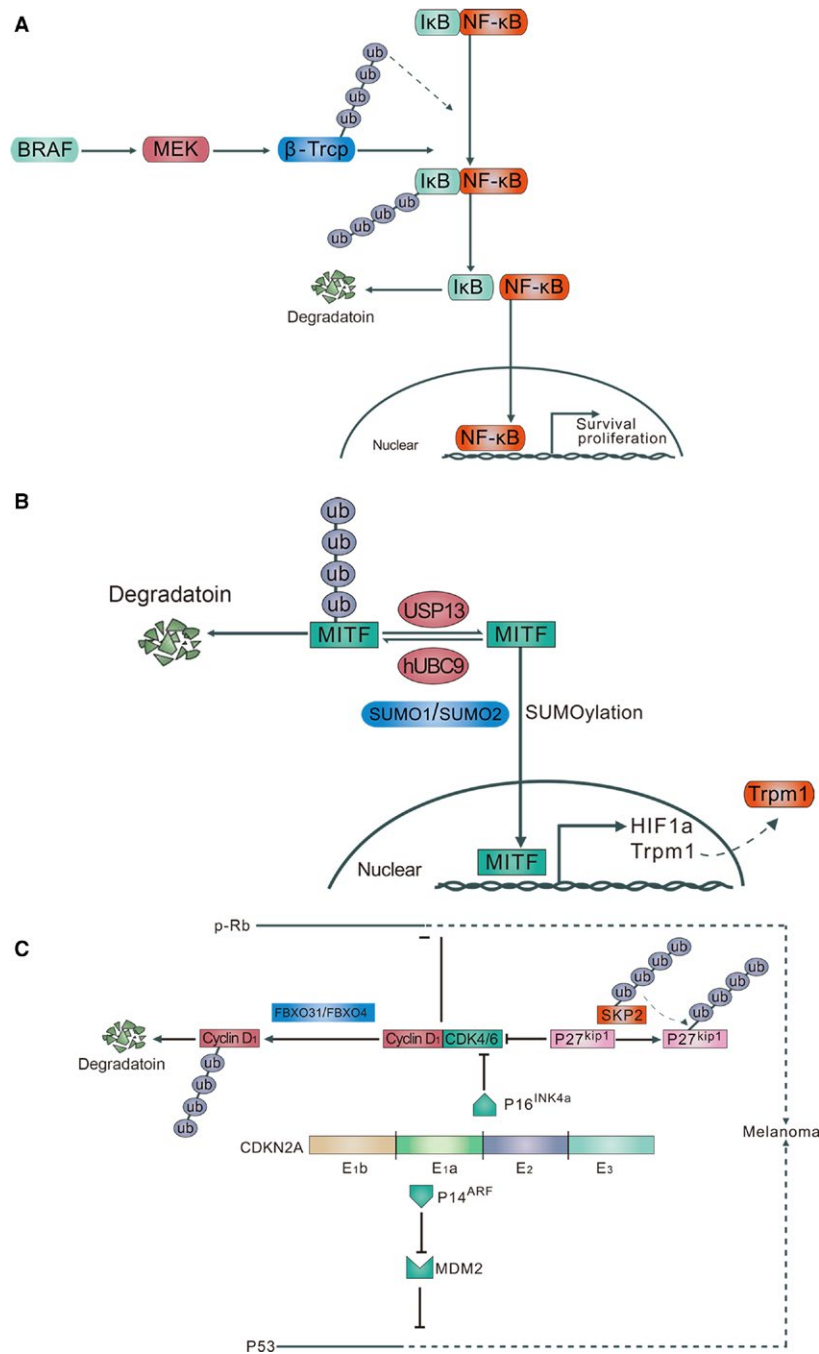 A
IκB NF-κB
ub
ub
ub
ub
BRAF MEK β-Trcp
IκB NF-κB
ub ub ub ub
IκB NF-κB
Degradatoin
Nuclear NF-κB Survival
proliferation
B
ub
ub
ub
ub
Degradatoin
USP13
MITF MITF
hUBC9
SUMO1/SUMO2 SUMOylation
Trpm1
HIF1a
Trpm1
Nuclear MITF
p-Rb
C
ub ub ub ub
ub ub ub ub
FBXO31/FBXO4
SKP2
Cyclin D1 Cyclin D1 CDK4/6 P27kip1 P27kip1
Degradatoin
ub
ub
ub
ub
P16INK4a
Melanoma
CDKN2A
E1b E1a E2 E3
P14ARF
MDM2
P53